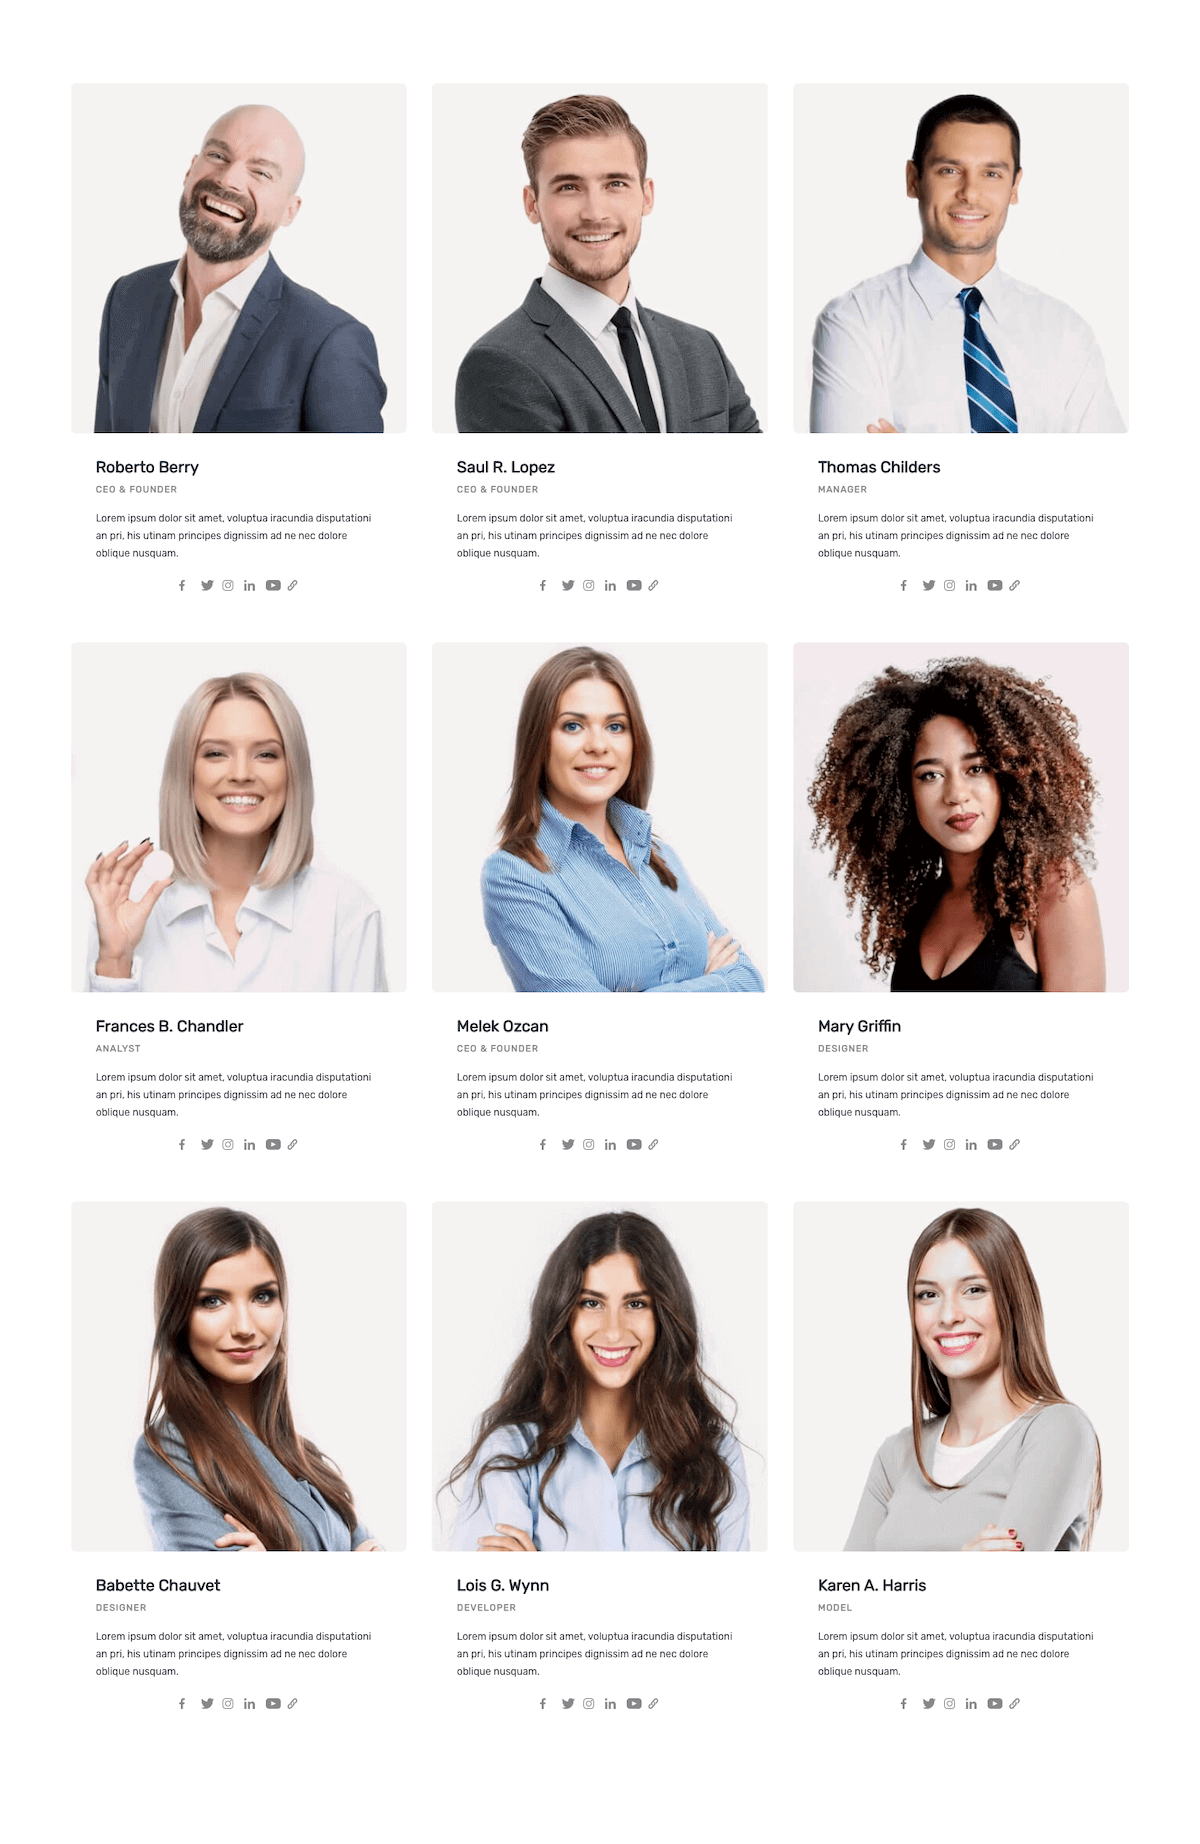 Roberto Berry
CEO & FOUNDER
Lorem ipsum dolor sit amet, voluptua iracundia disputationi
an pri, his utinam principes dignissim ad ne nec dolore
oblique nusquam.
Saul R. Lopez
CEO & FOUNDER
Lorem ipsum dolor sit amet, voluptua iracundia disputationi
an pri, his utinam principes dignissim ad ne nec dolore
oblique nusquam.
Thomas Childers
MANAGER
Lorem ipsum dolor sit amet, voluptua iracundia disputationi
an pri, his utinam principes dignissim ad ne nec dolore
oblique nusquam.
Frances B. Chandler
ANALYST
Lorem ipsum dolor sit amet, voluptua iracundia disputationi
an pri, his utinam principes dignissim ad ne nec dolore
oblique nusquam.
Melek Ozcan
CEO & FOUNDER
Lorem ipsum dolor sit amet, voluptua iracundia disputationi
an pri, his utinam principes dignissim ad ne nec dolore
oblique nusquam.
Mary Griffin
DESIGNER
Lorem ipsum dolor sit amet, voluptua iracundia disputationi
an pri, his utinam principes dignissim ad ne nec dolore
oblique nusquam.
Babette Chauvet
DESIGNER
Lorem ipsum dolor sit amet, voluptua iracundia disputationi
an pri, his utinam principes dignissim ad ne nec dolore
oblique nusquam.
Lois G. Wynn
DEVELOPER
Lorem ipsum dolor sit amet, voluptua iracundia disputationi
an pri, his utinam principes dignissim ad ne nec dolore
oblique nusquam.
Karen A. Harris
MODEL
Lorem ipsum dolor sit amet, voluptua iracundia disputationi
an pri, his utinam principes dignissim ad ne nec dolore
oblique nusquam.